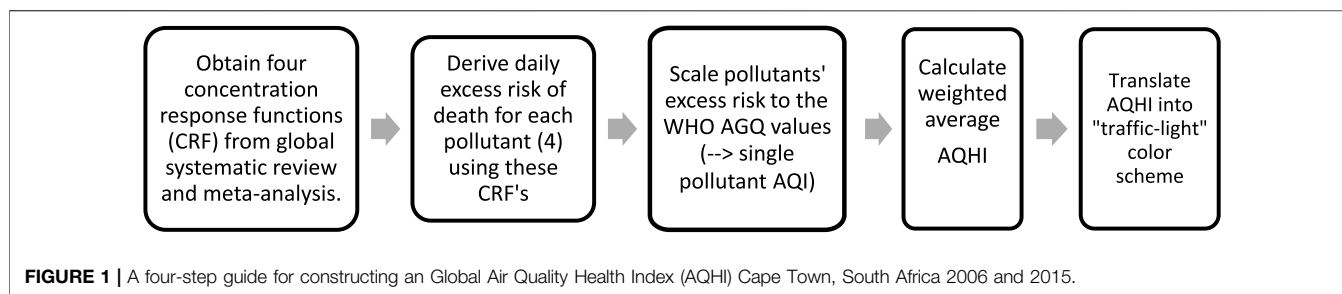 Obtain four
concentration
response functions
(CRF) from global
systematic review
and meta-analysis.
Derive daily
excess risk of
death for each
pollutant (4)
using these
CRF's
Scale pollutants'
excess risk to the
WHO AGQ values
(--> single
pollutant AQI)
Calculate
weighted
average
AQHI
Translate
AQHI into
"traffic-light"
color
scheme
FIGURE 1 | A four-step guide for constructing an Global Air Quality Health Index (AQHI) Cape Town, South Africa 2006 and 2015.